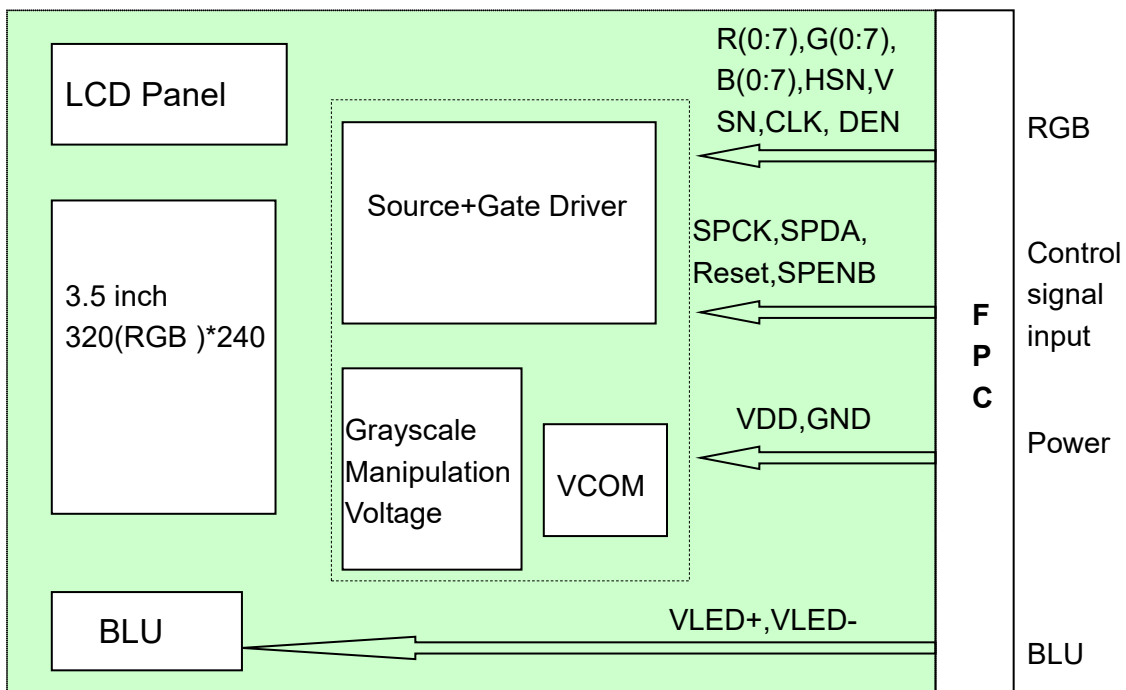 LCD Panel
3.5 inch
320(RGB )*240
BLU
Source+Gate Driver
Grayscale
Manipulation
Voltage
VCOM
R(0:7),G(0:7),
B(0:7),HSN,V
SN,CLK, DEN
SPCK,SPDA,
Reset,SPENB
VDD,GND
VLED+,VLED-
F
P
C
RGB
Control
signal
input
Power
BLU